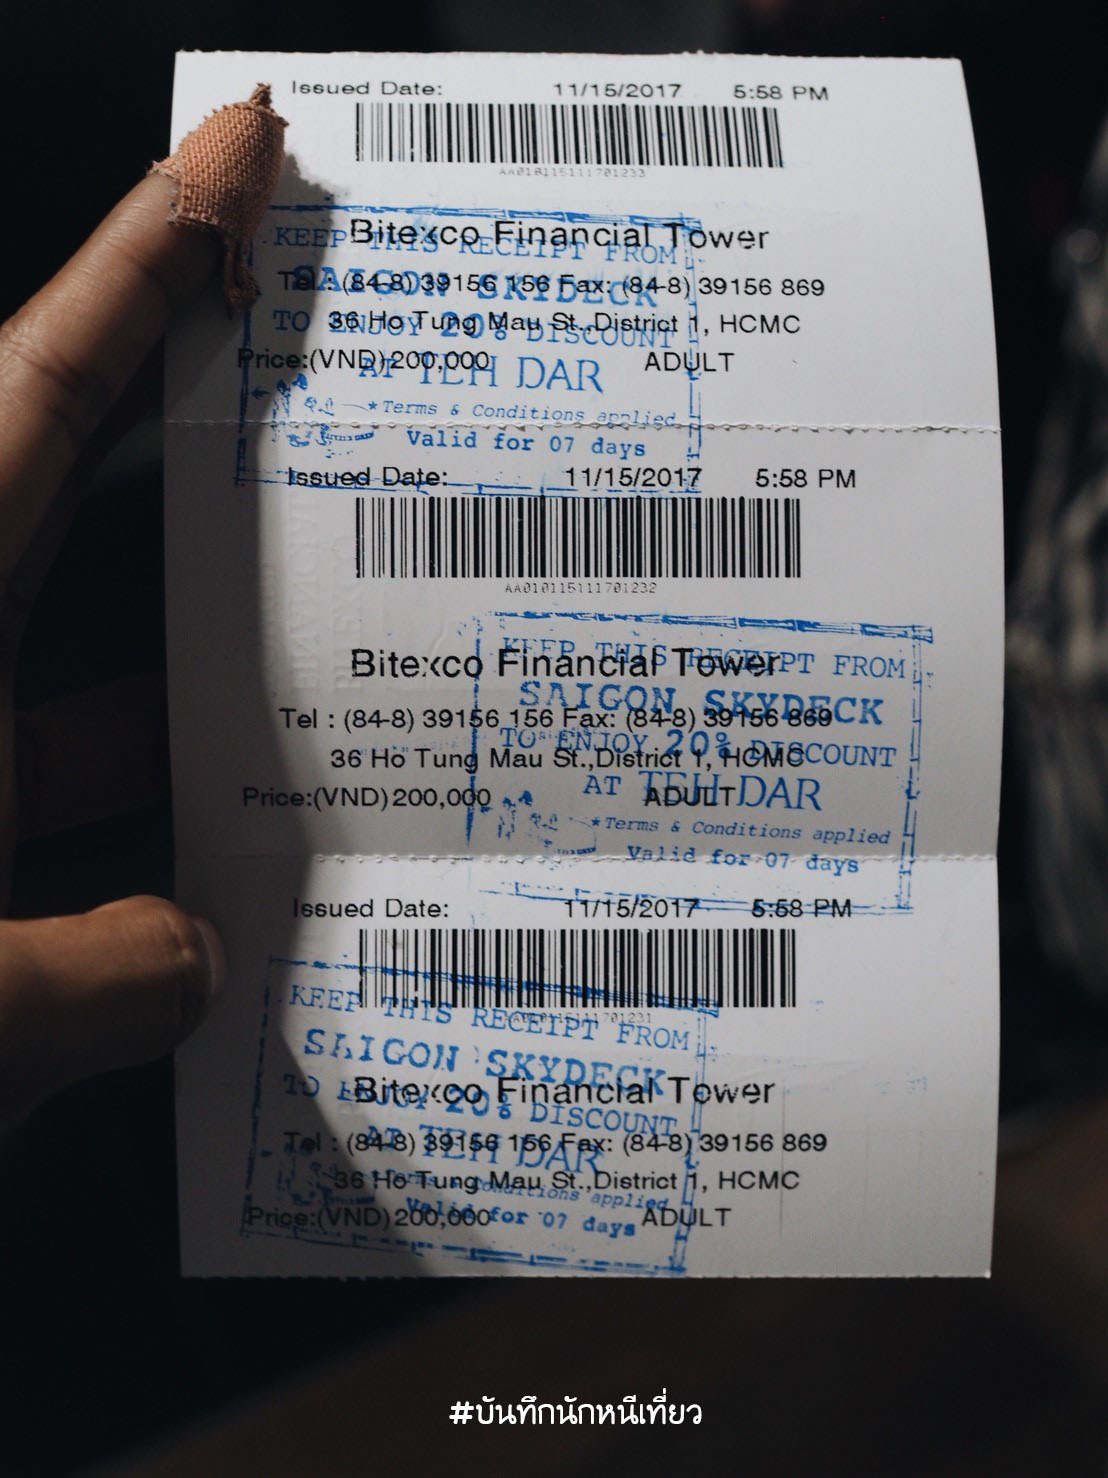 Issued Date: 11/15/2017 5:58 PM
AA010115111701233
Bitexco Financial Tower
KEEP THIS RECEIPT FROM
SAIGON SKYDECK
Tel : (84-8) 39156 156 Fax: (84-8) 39156 869
TO ENJOY 20% DISCOUNT
36 Ho Tung Mau St.,District 1, HCMC
Price:(VND) 200,000 ADULT
AT TEH DAR
*Terms & Conditions applied
Valid for 07 days
Issued Date: 11/15/2017 5:58 PM
AA010115111701232
KEEP THIS RECEIPT FROM
Bitexco Financial Tower
SAIGON SKYDECK
Tel : (84-8) 39156 156 Fax: (84-8) 39156 869
TO ENJOY 20% DISCOUNT
36 Ho Tung Mau St.,District 1, HCMC
AT TEH DAR
Price:(VND) 200,000 ADULT
*Terms & Conditions applied
Valid for 07 days
Issued Date: 11/15/2017 5:58 PM
AA010115111701231
KEEP THIS RECEIPT FROM
SAIGON SKYDECK
Bitexco Financial Tower
TO ENJOY 20% DISCOUNT
Tel : (84-8) 39156 156 Fax: (84-8) 39156 869
AT TEH DAR
36 Ho Tung Mau St.,District 1, HCMC
*Terms & Conditions applied
Price:(VND) 200,000 ADULT
Valid for 07 days
#บันทึกนักหนีเที่ยว